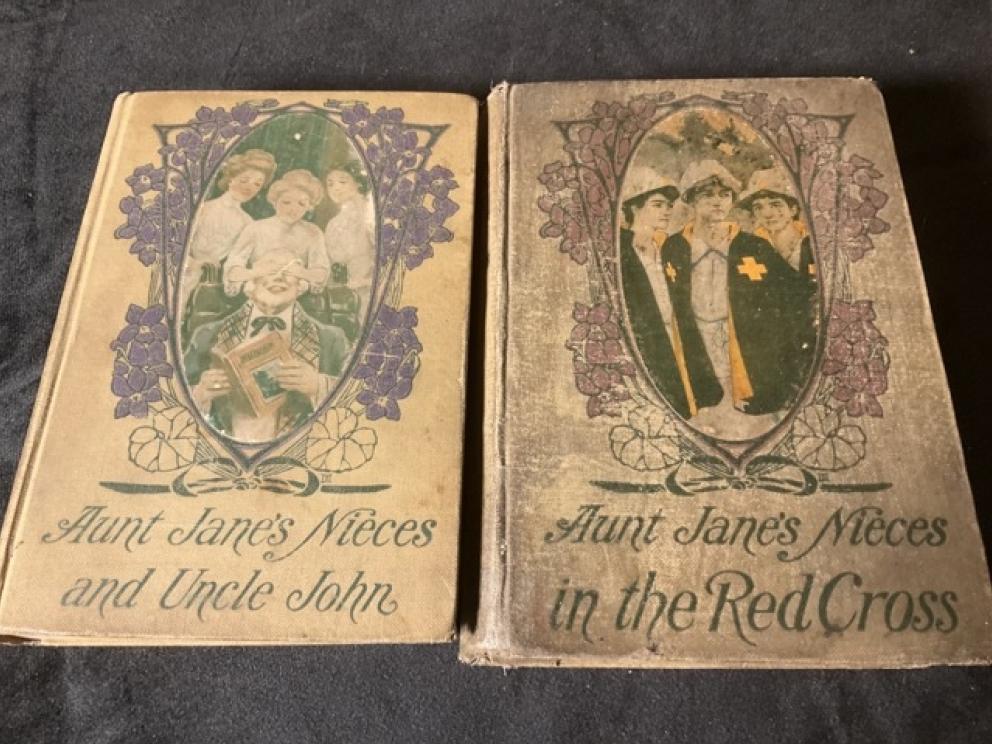 Aunt Jane's Nieces
and Uncle John
Aunt Jane's Nieces
in the Red Cross